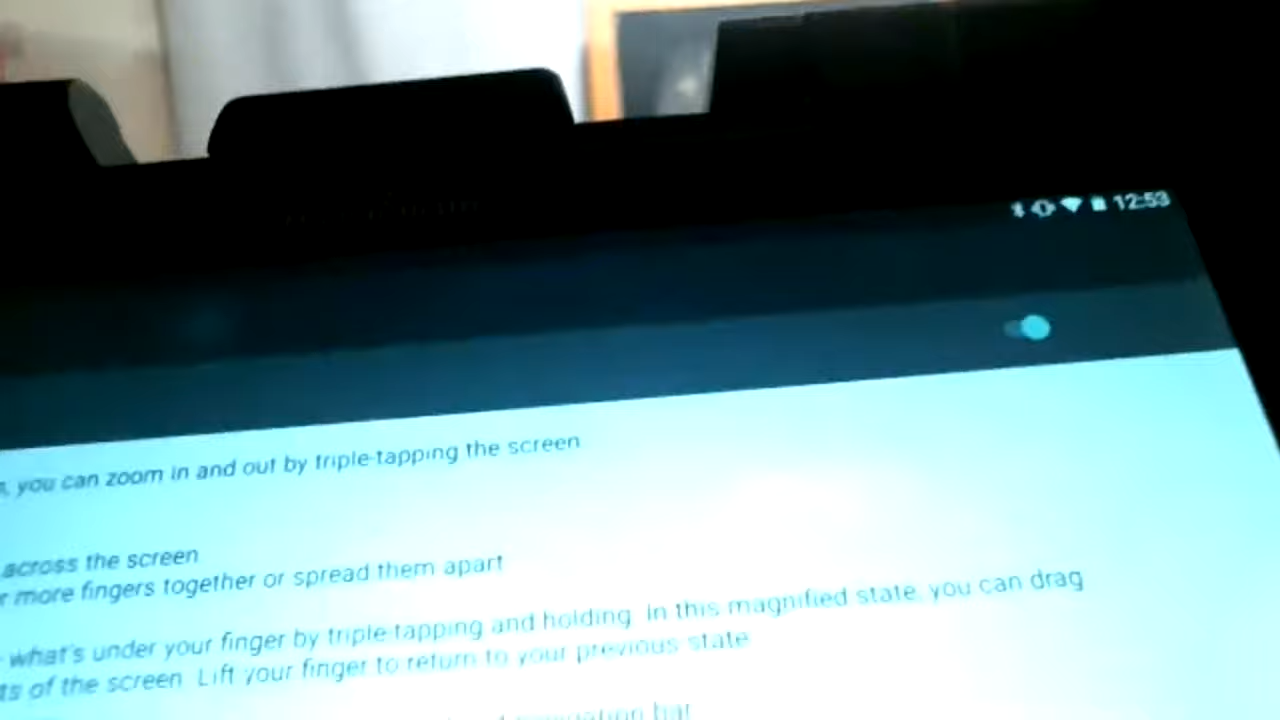 12:53
, you can zoom in and out by triple-tapping the screen
across the screen
r more fingers together or spread them apart
what's under your finger by triple-tapping and holding. In this magnified state, you can drag
ts of the screen. Lift your finger to return to your previous state
navigation bar